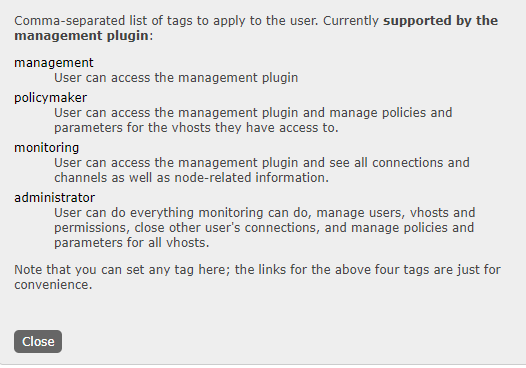 Comma-separated list of tags to apply to the user. Currently supported by the
management plugin:
management
User can access the management plugin
policymaker
User can access the management plugin and manage policies and
parameters for the vhosts they have access to.
monitoring
User can access the management plugin and see all connections and
channels as well as node-related information.
administrator
User can do everything monitoring can do, manage users, vhosts and
permissions, close other user's connections, and manage policies and
parameters for all vhosts.
Note that you can set any tag here; the links for the above four tags are just for
convenience.
Close